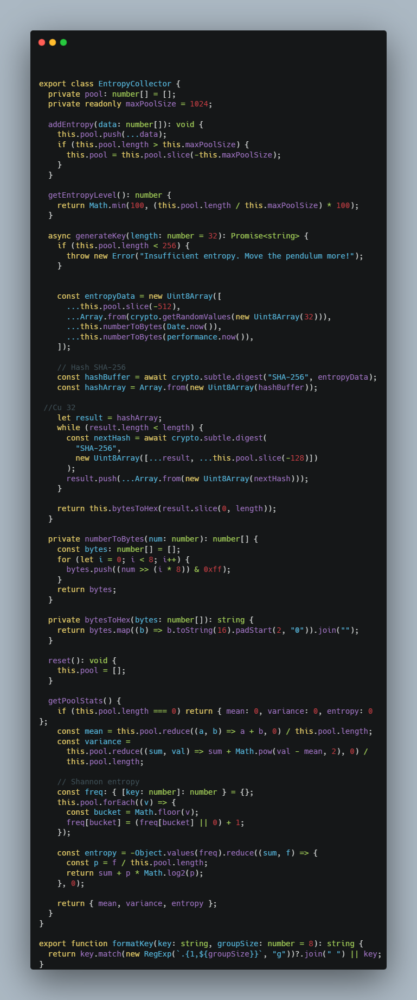 export class EntropyCollector {
  private pool: number[] = [];
  private readonly maxPoolSize = 1024;

  addEntropy(data: number[]): void {
    this.pool.push(...data);
    if (this.pool.length > this.maxPoolSize) {
      this.pool = this.pool.slice(-this.maxPoolSize);
    }
  }

  getEntropyLevel(): number {
    return Math.min(100, (this.pool.length / this.maxPoolSize) * 100);
  }

  async generateKey(length: number = 32): Promise<string> {
    if (this.pool.length < 256) {
      throw new Error("Insufficient entropy. Move the pendulum more!");
    }


    const entropyData = new Uint8Array([
      ...this.pool.slice(-512),
      ...Array.from(crypto.getRandomValues(new Uint8Array(32))),
      ...this.numberToBytes(Date.now()),
      ...this.numberToBytes(performance.now()),
    ]);

    // Hash SHA-256
    const hashBuffer = await crypto.subtle.digest("SHA-256", entropyData);
    const hashArray = Array.from(new Uint8Array(hashBuffer));

 //Cu 32
    let result = hashArray;
    while (result.length < length) {
      const nextHash = await crypto.subtle.digest(
        "SHA-256",
        new Uint8Array([...result, ...this.pool.slice(-128)])
      );
      result.push(...Array.from(new Uint8Array(nextHash)));
    }

    return this.bytesToHex(result.slice(0, length));
  }

  private numberToBytes(num: number): number[] {
    const bytes: number[] = [];
    for (let i = 0; i < 8; i++) {
      bytes.push((num >> (i * 8)) & 0xff);
    }
    return bytes;
  }

  private bytesToHex(bytes: number[]): string {
    return bytes.map((b) => b.toString(16).padStart(2, "0")).join("");
  }

  reset(): void {
    this.pool = [];
  }

  getPoolStats() {
    if (this.pool.length === 0) return { mean: 0, variance: 0, entropy: 0
};
    const mean = this.pool.reduce((a, b) => a + b, 0) / this.pool.length;
    const variance =
      this.pool.reduce((sum, val) => sum + Math.pow(val - mean, 2), 0) /
      this.pool.length;

    // Shannon entropy
    const freq: { [key: number]: number } = {};
    this.pool.forEach((v) => {
      const bucket = Math.floor(v);
      freq[bucket] = (freq[bucket] || 0) + 1;
    });

    const entropy = -Object.values(freq).reduce((sum, f) => {
      const p = f / this.pool.length;
      return sum + p * Math.log2(p);
    }, 0);

    return { mean, variance, entropy };
  }
}

export function formatKey(key: string, groupSize: number = 8): string {
  return key.match(new RegExp(`.{1,${groupSize}}`, "g"))?.join(" ") || key;
}